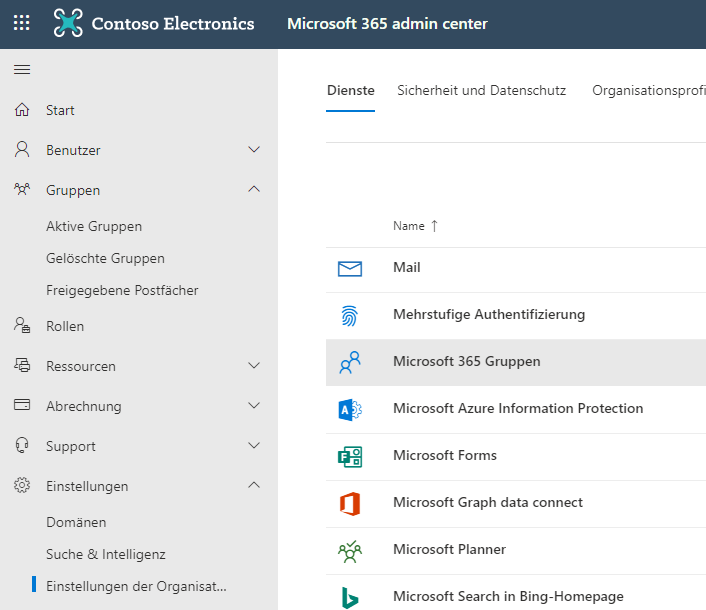 Contoso Electronics
Microsoft 365 admin center
Start
Benutzer
Gruppen
Aktive Gruppen
Gelöschte Gruppen
Freigegebene Postfächer
Rollen
Ressourcen
Abrechnung
Support
Einstellungen
Domänen
Suche & Intelligenz
Einstellungen der Organisat...
Dienste
Sicherheit und Datenschutz
Organisationsprofi
Name ↑
Mail
Mehrstufige Authentifizierung
Microsoft 365 Gruppen
Microsoft Azure Information Protection
Microsoft Forms
Microsoft Graph data connect
Microsoft Planner
Microsoft Search in Bing-Homepage